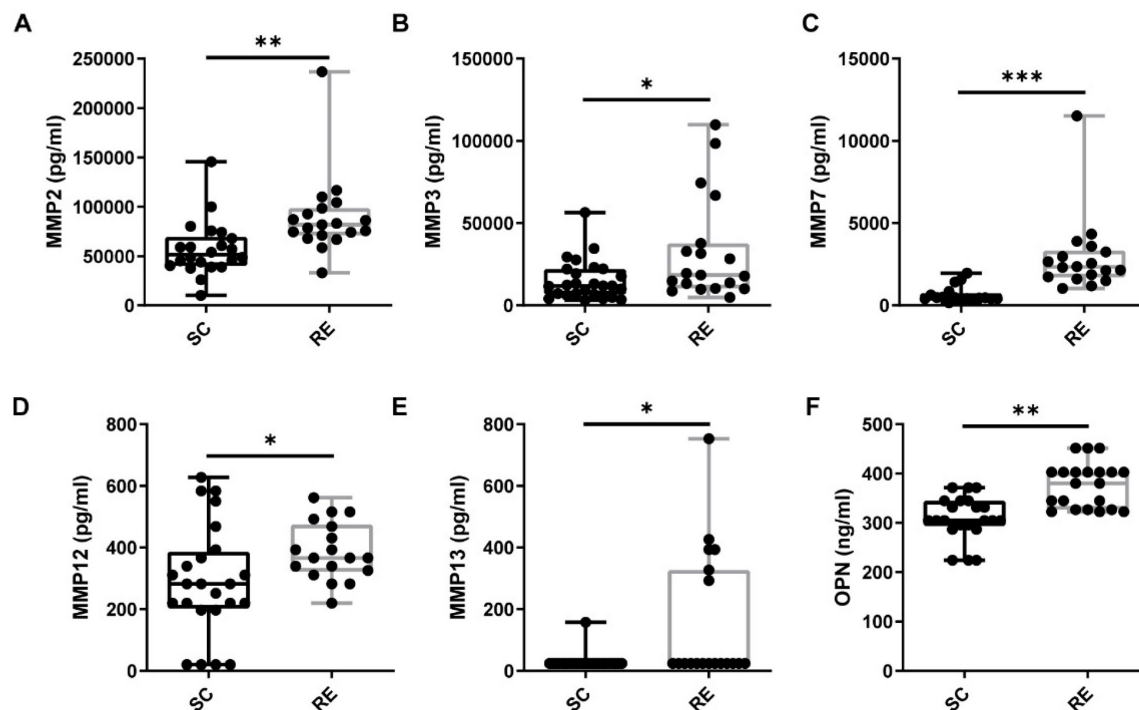 A
**
250000
200000
150000
100000
50000
0
MMP2 (pg/ml)
SC
RE
B
*
150000
100000
50000
0
MMP3 (pg/ml)
SC
RE
C
***
15000
10000
5000
0
MMP7 (pg/ml)
SC
RE
D
*
800
600
400
200
0
MMP12 (pg/ml)
SC
RE
E
*
800
600
400
200
0
MMP13 (pg/ml)
SC
RE
F
**
500
400
300
200
100
0
OPN (ng/ml)
SC
RE